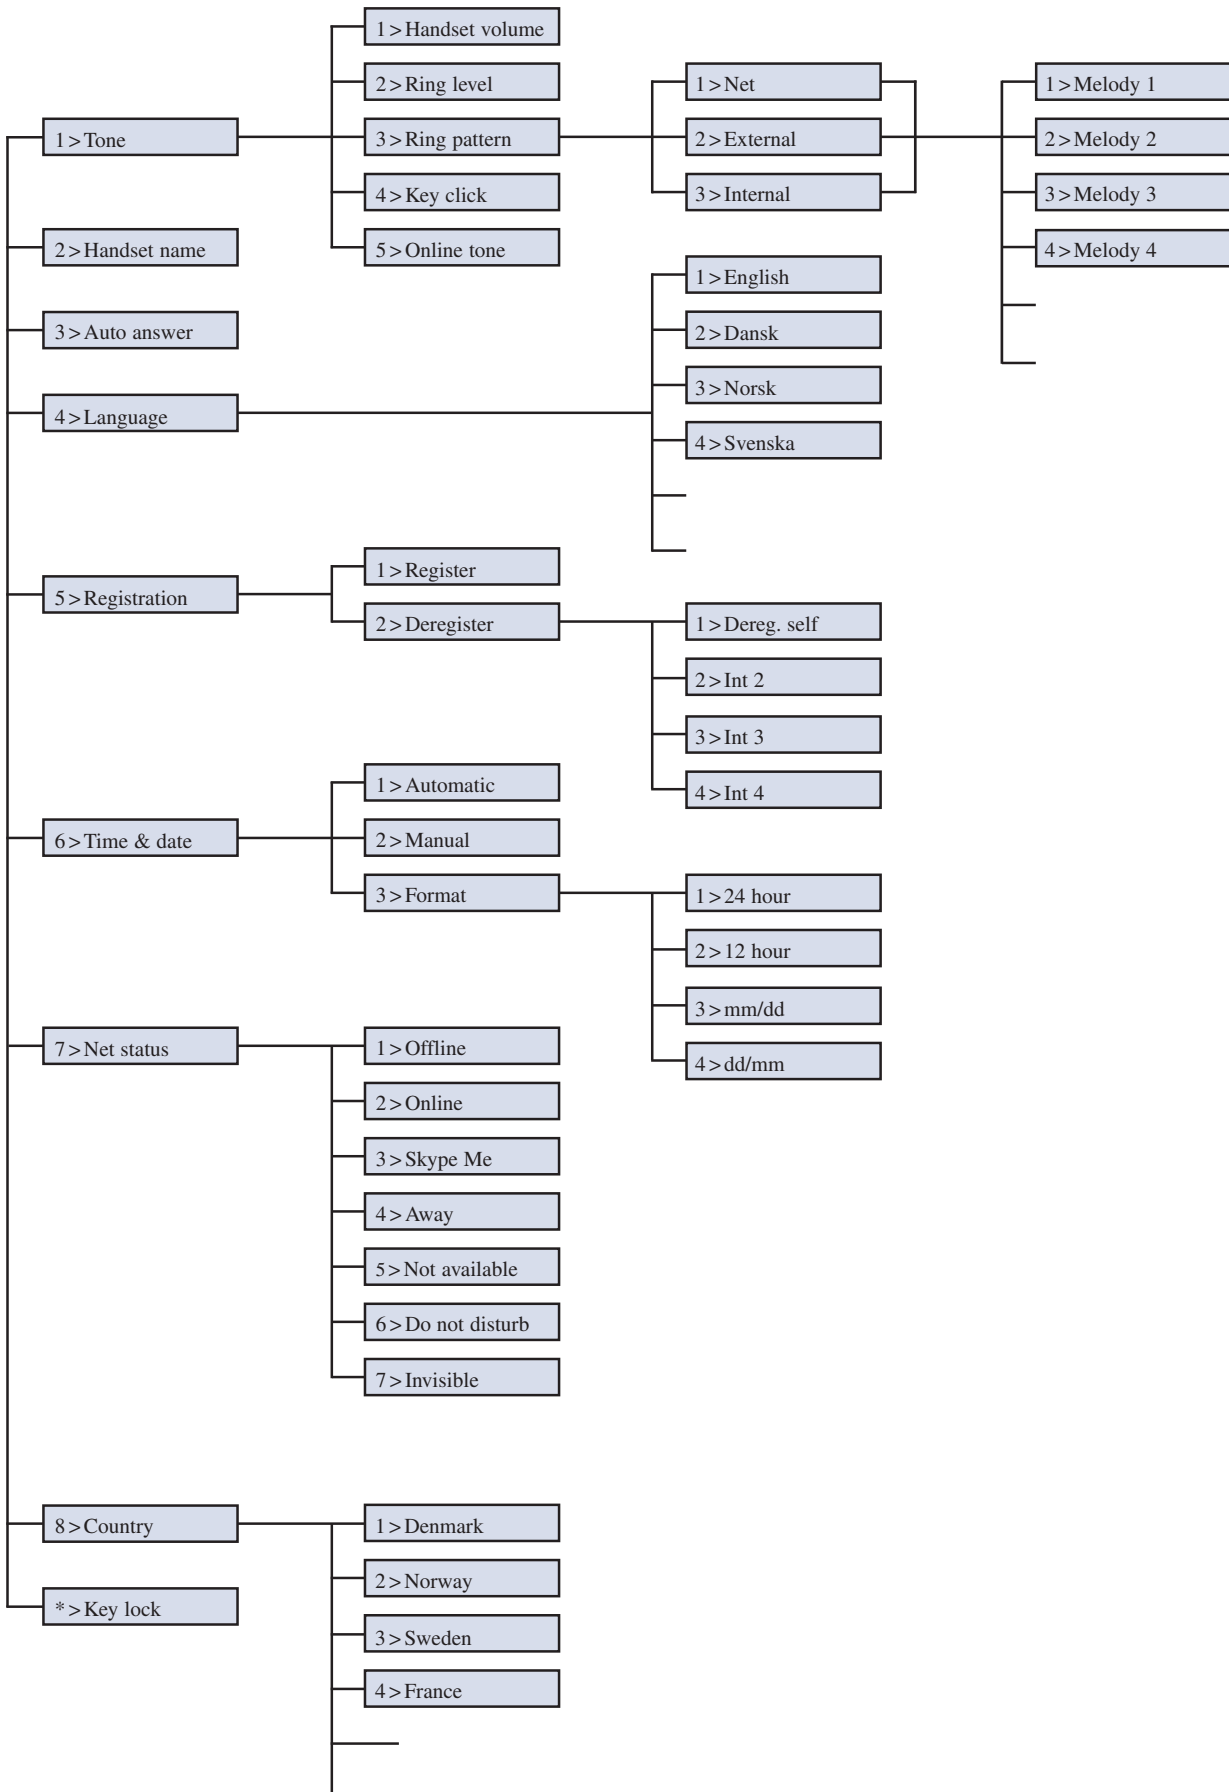 1>Tone
1>Handset volume
2>Ring level
3>Ring pattern
4>Key click
5>Online tone
1>Net
2>External
3>Internal
1>Melody 1
2>Melody 2
3>Melody 3
4>Melody 4
2>Handset name
3>Auto answer
4>Language
1>English
2>Dansk
3>Norsk
4>Svenska
5>Registration
1>Register
2>Deregister
1>Dereg. self
2>Int 2
3>Int 3
4>Int 4
6>Time & date
1>Automatic
2>Manual
3>Format
1>24 hour
2>12 hour
3>mm/dd
4>dd/mm
7>Net status
1>Offline
2>Online
3>Skype Me
4>Away
5>Not available
6>Do not disturb
7>Invisible
8>Country
1>Denmark
2>Norway
3>Sweden
4>France
*>Key lock